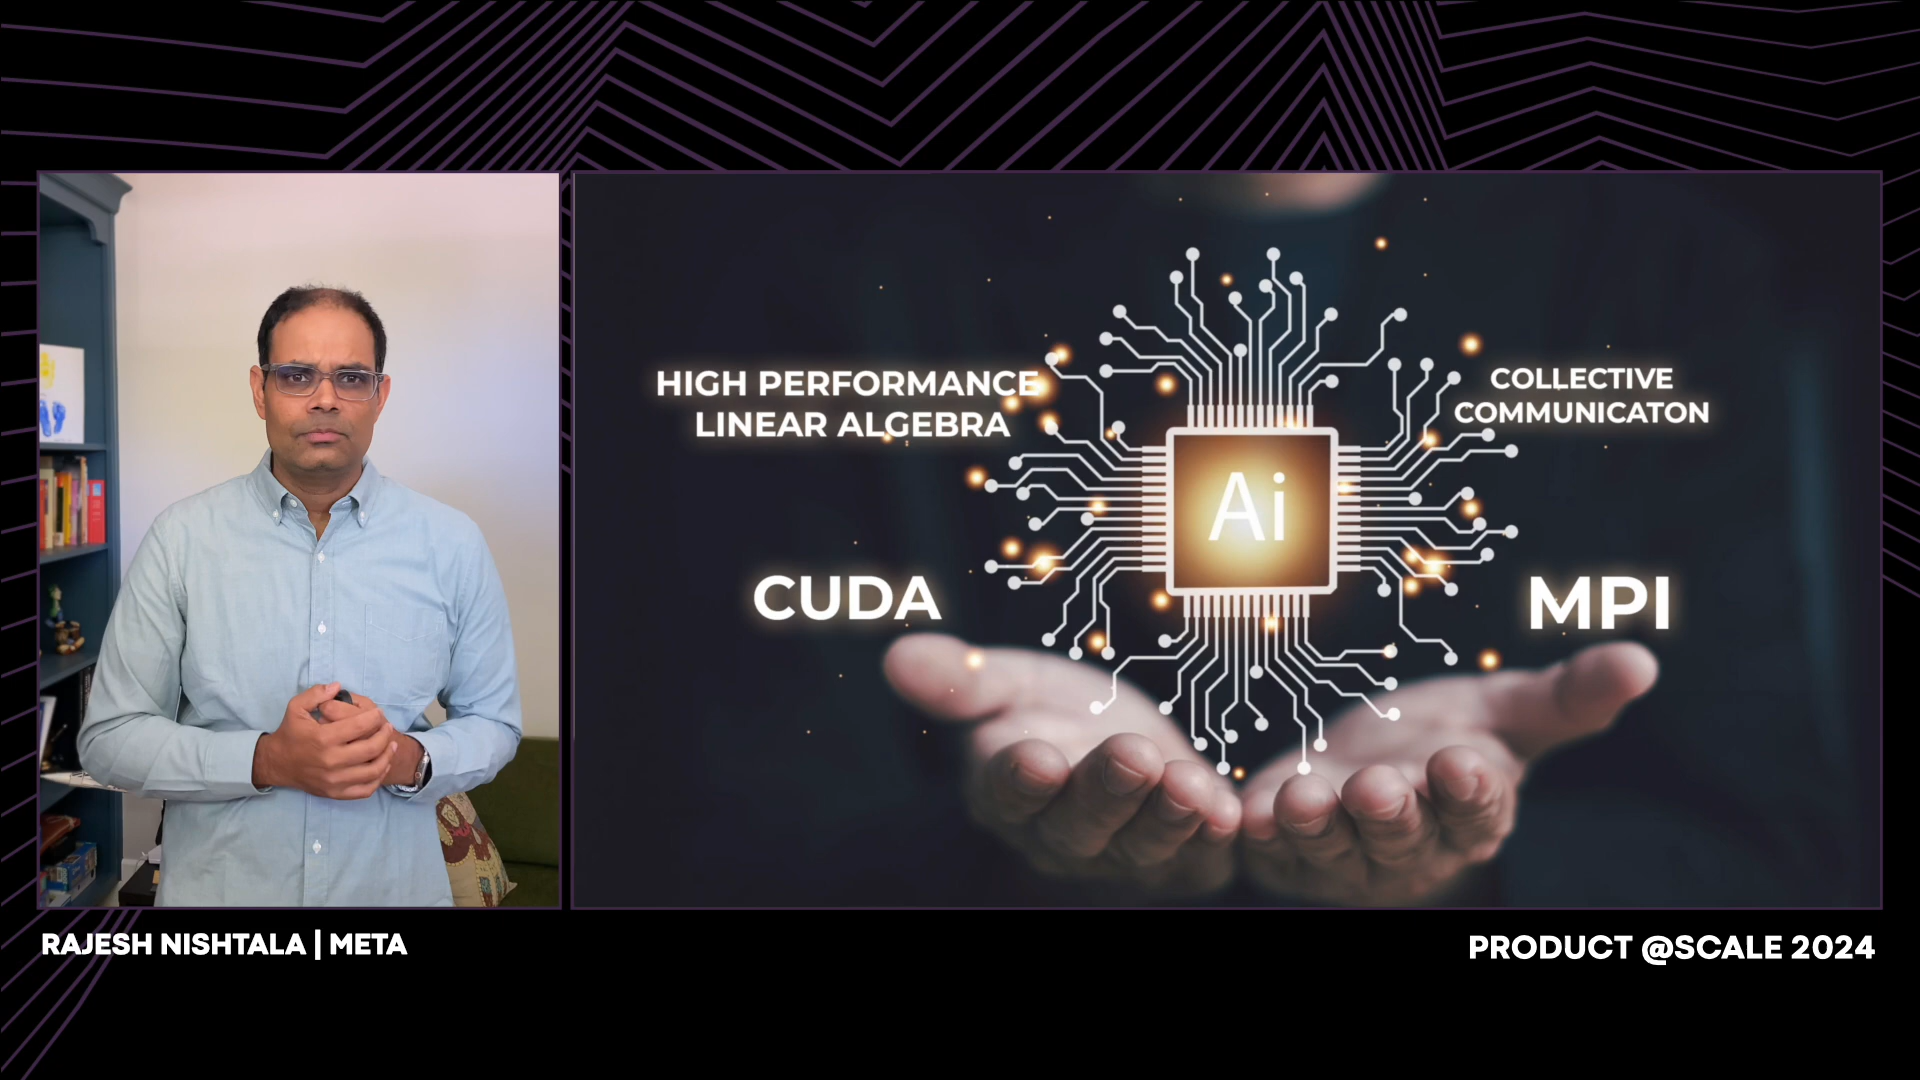 HIGH PERFORMANCE
LINEAR ALGEBRA
COLLECTIVE
COMMUNICATON
Ai
CUDA
MPI
RAJESH NISHTALA | META
PRODUCT @SCALE 2024